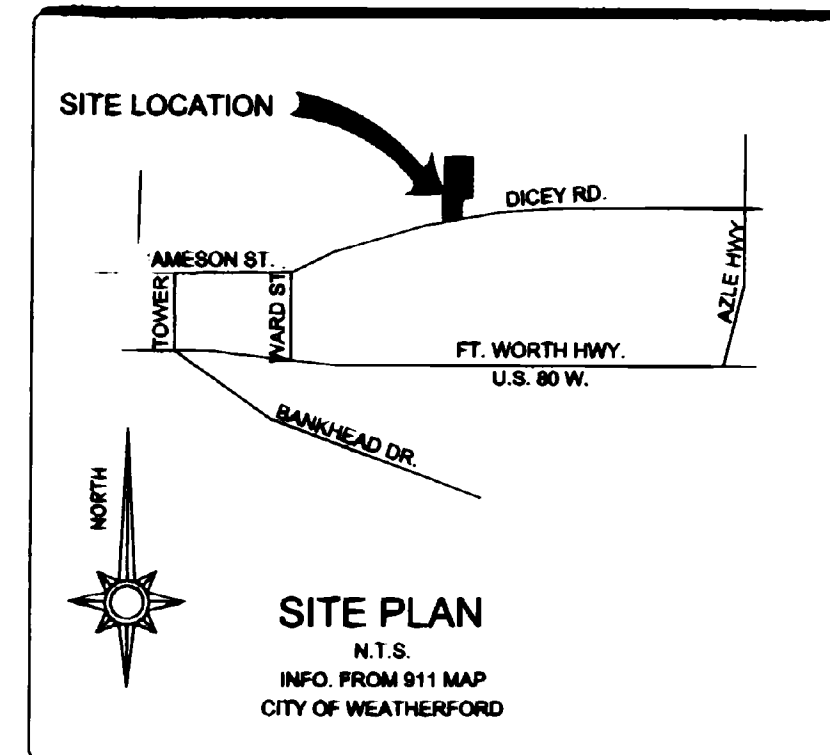 SITE LOCATION
DICEY RD.
AMESON ST.
TOWER
WARD ST
AZLE HWY
FT. WORTH HWY.
U.S. 80 W.
BANKHEAD DR.
NORTH
SITE PLAN
N.T.S.
INFO. FROM 911 MAP
CITY OF WEATHERFORD